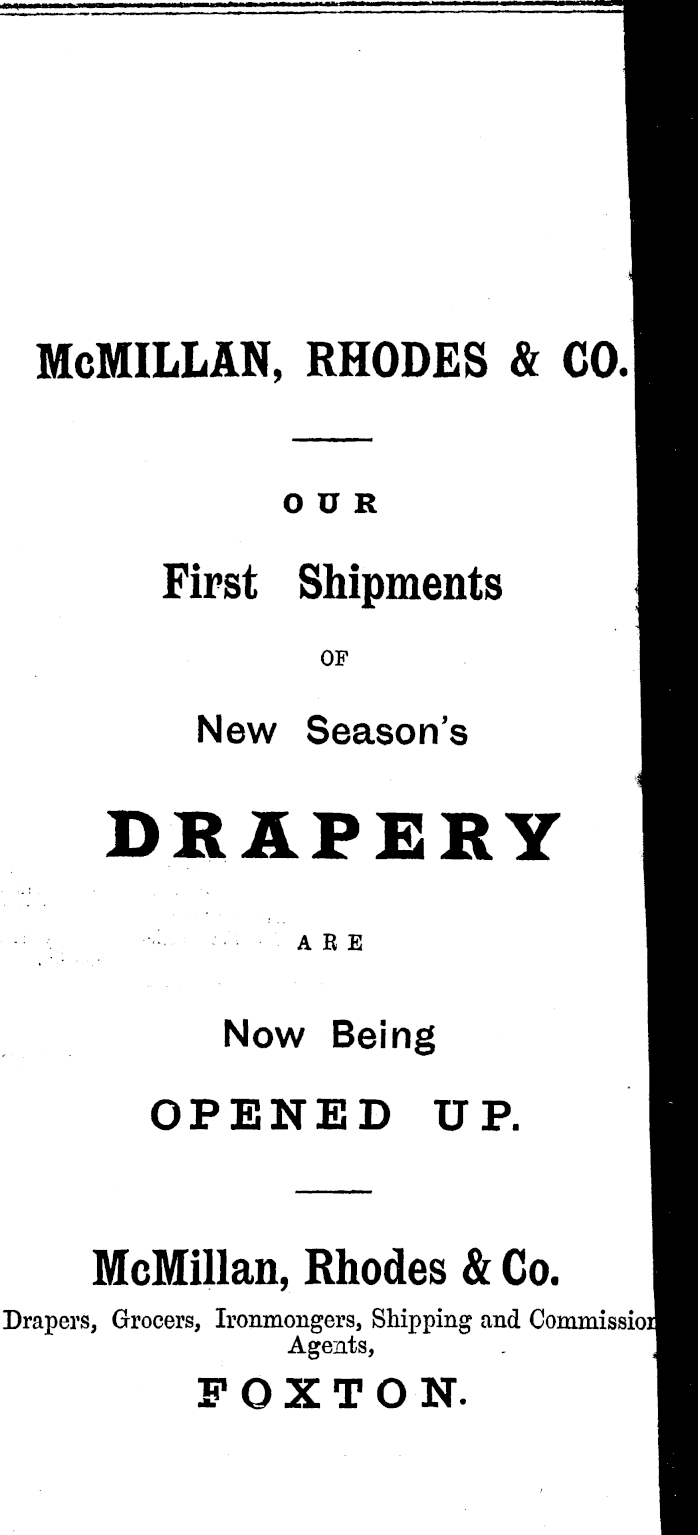 McMILLAN, RHODES & CO.
OUR
First Shipments
OF
New Season's
DRAPERY
ARE
Now Being
OPENED UP.
McMillan, Rhodes & Co.
Drapers, Grocers, Ironmongers, Shipping and Commission
Agents,
FOXTON.